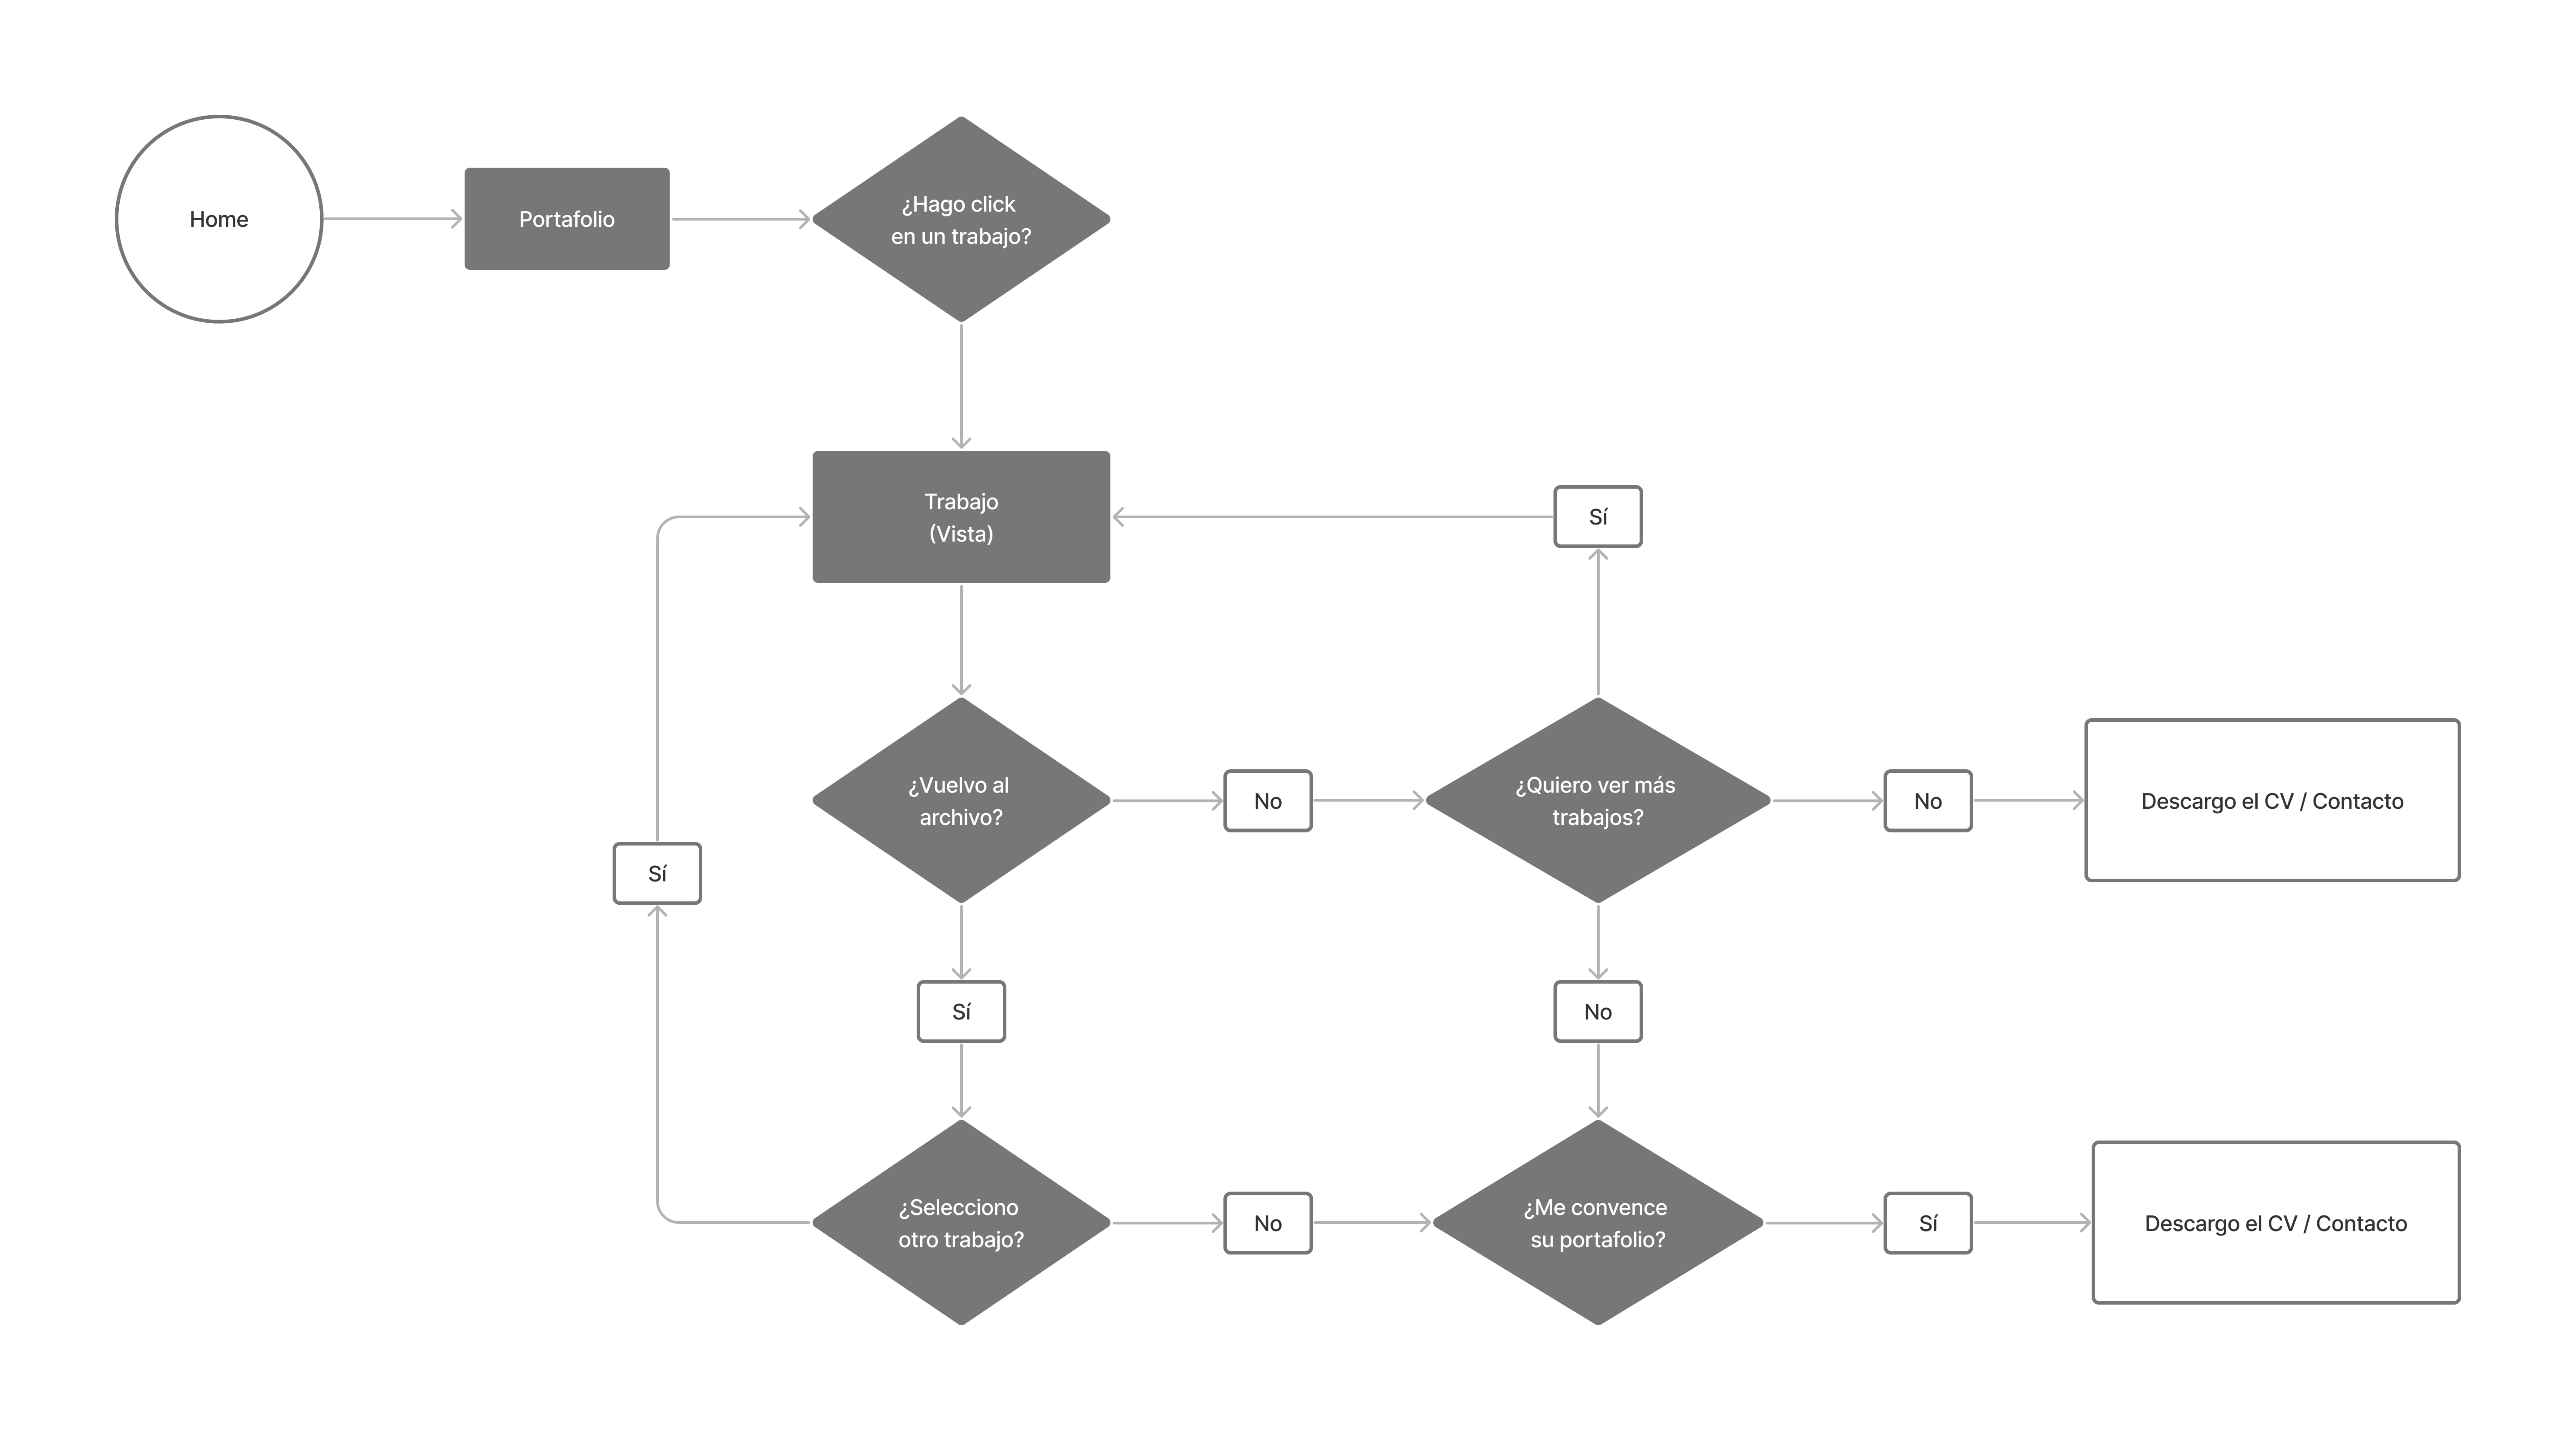 Home
Portafolio
¿Hago click
en un trabajo?
Trabajo
(Vista)
Sí
¿Vuelvo al
archivo?
No
¿Quiero ver más
trabajos?
No
Descargo el CV / Contacto
Sí
Sí
No
¿Selecciono
otro trabajo?
No
¿Me convence
su portafolio?
Sí
Descargo el CV / Contacto